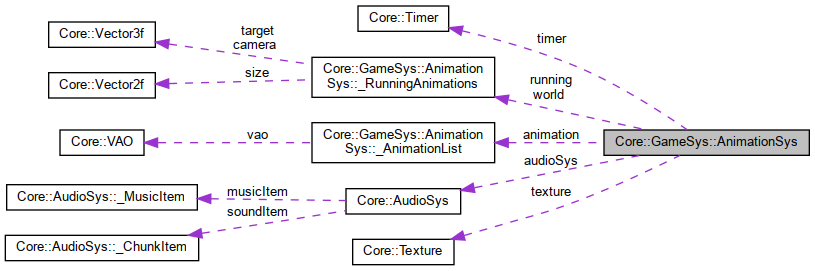 Core::Vector3f
target
camera
Core::Timer
timer
Core::Vector2f
size
Core::GameSys::Animation
Sys::_RunningAnimations
running
world
Core::VAO
vao
Core::GameSys::Animation
Sys::_AnimationList
animation
Core::GameSys::AnimationSys
audioSys
Core::AudioSys::_MusicItem
musicItem
soundItem
Core::AudioSys
texture
Core::AudioSys::_ChunkItem
Core::Texture